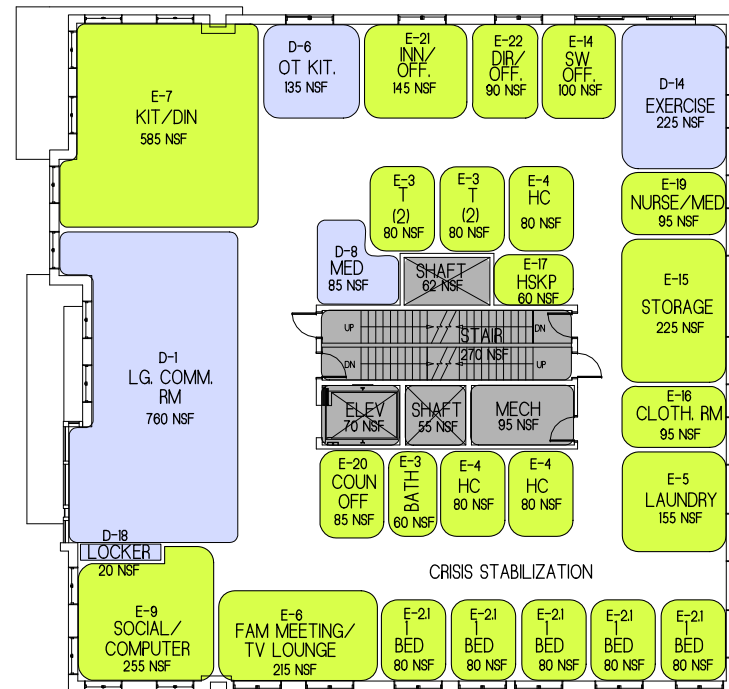 E-7
KIT/DIN
585 NSF
D-6
OT KIT.
135 NSF
E-21
INN/
OFF.
145 NSF
E-22
DIR/
OFF.
90 NSF
E-14
SW
OFF.
100 NSF
D-14
EXERCISE
225 NSF
E-3
T
(2)
80 NSF
E-3
T
(2)
80 NSF
E-4
HC
80 NSF
E-19
NURSE/MED
95 NSF
D-8
MED
85 NSF
SHAFT
62 NSF
E-17
HSKP
60 NSF
E-15
STORAGE
225 NSF
UP
DN
STAIR
270 NSF
DN
UP
D-1
LG. COMM.
RM
760 NSF
ELEV
70 NSF
SHAFT
55 NSF
MECH
95 NSF
E-16
CLOTH. RM
95 NSF
E-20
COUN
OFF
85 NSF
E-3
BATH
60 NSF
E-4
HC
80 NSF
E-4
HC
80 NSF
E-5
LAUNDRY
155 NSF
D-18
LOCKER
20 NSF
CRISIS STABILIZATION
E-9
SOCIAL/
COMPUTER
255 NSF
E-6
FAM MEETING/
TV LOUNGE
215 NSF
E-2.1
1
BED
80 NSF
E-2.1
1
BED
80 NSF
E-2.1
1
BED
80 NSF
E-2.1
1
BED
80 NSF
E-2.1
1
BED
80 NSF